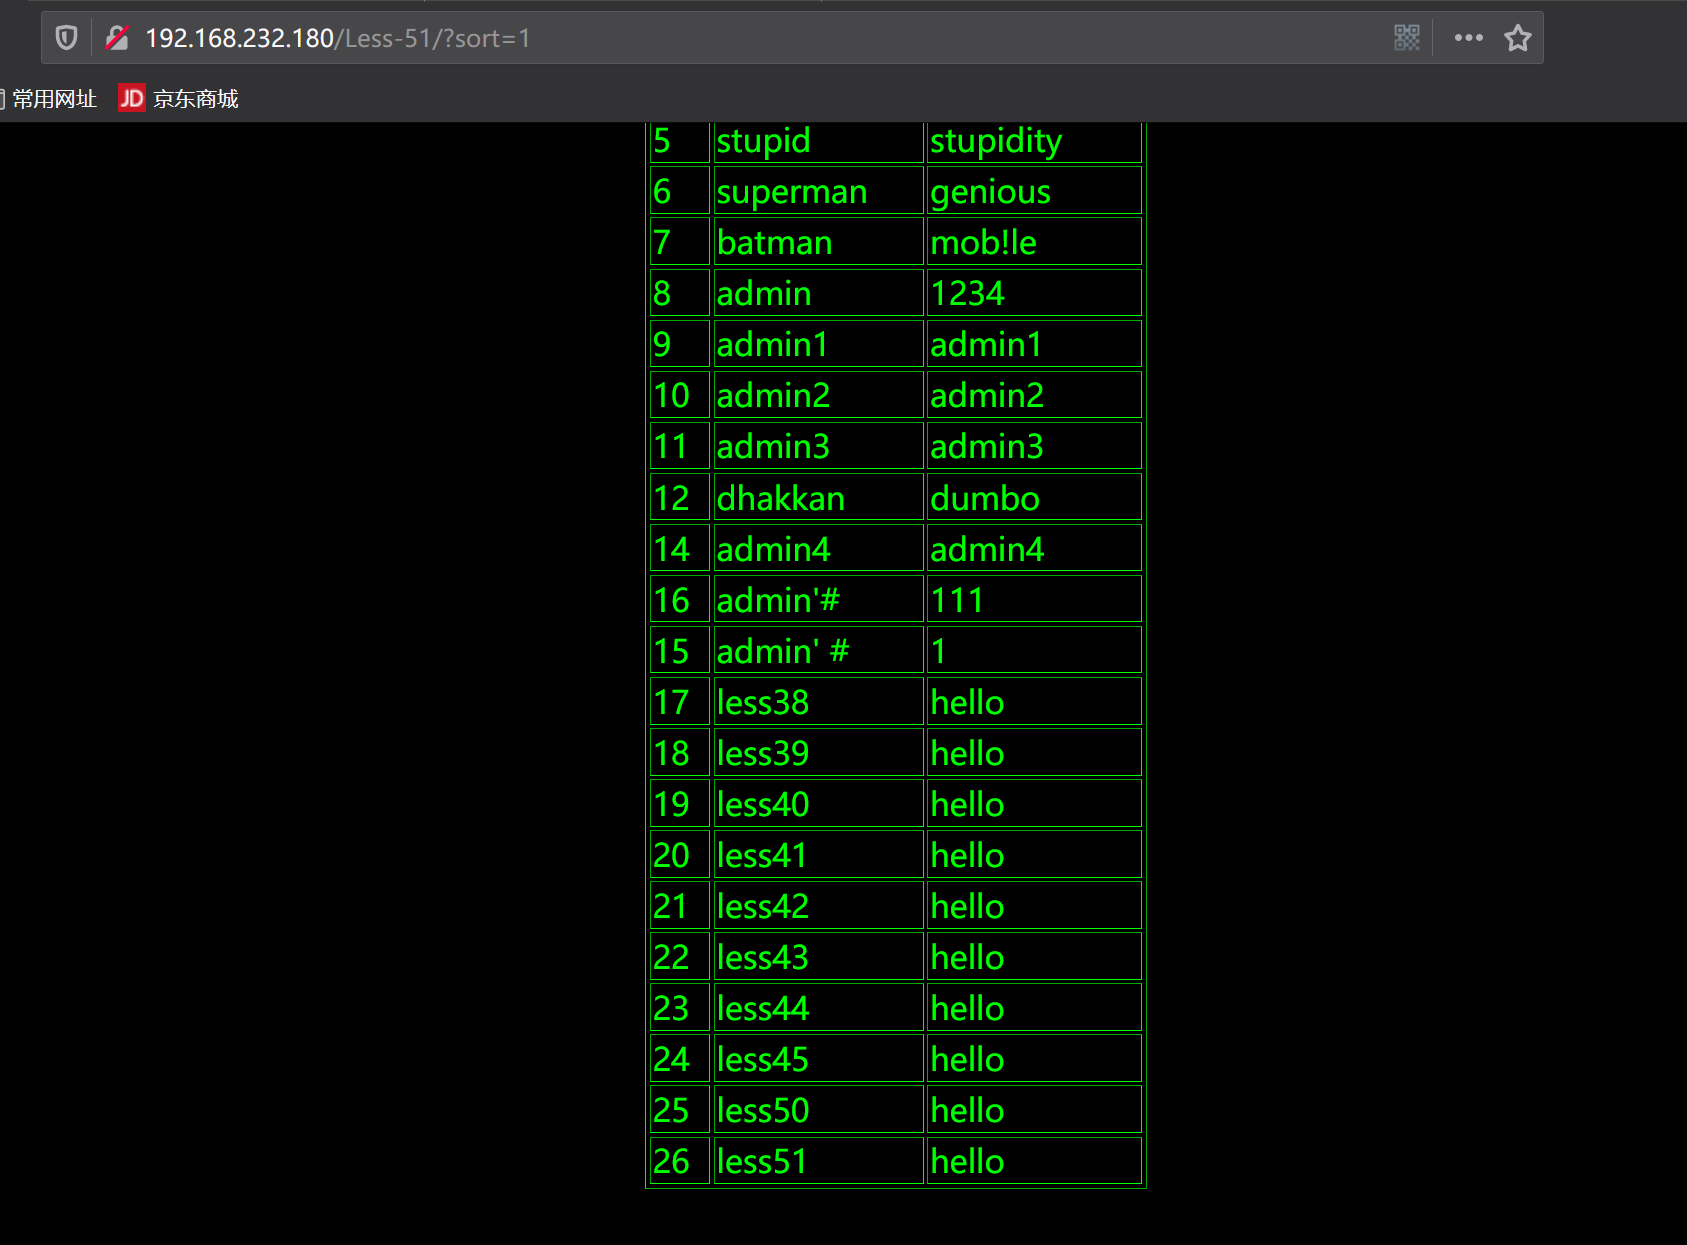 192.168.232.180/Less-51/?sort=1
常用网址 JD 京东商城
5 stupid stupidity
6 superman genious
7 batman mob!le
8 admin 1234
9 admin1 admin1
10 admin2 admin2
11 admin3 admin3
12 dhakkan dumbo
14 admin4 admin4
16 admin'# 111
15 admin' # 1
17 less38 hello
18 less39 hello
19 less40 hello
20 less41 hello
21 less42 hello
22 less43 hello
23 less44 hello
24 less45 hello
25 less50 hello
26 less51 hello